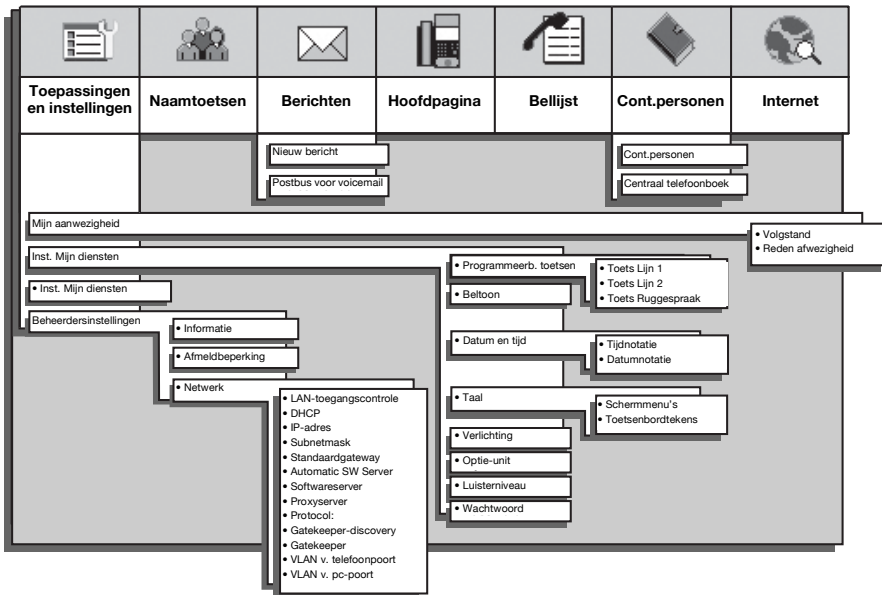 Toepassingen
en instellingen
Naamtoetsen
Berichten
Hoofdpagina
Bellijst
Cont.personen
Internet
Nieuw bericht
Postbus voor voicemail
Cont.personen
Centraal telefoonboek
Mijn aanwezigheid
• Volgstand
• Reden afwezigheid
Inst. Mijn diensten
• Programmeerb. toetsen
• Toets Lijn 1
• Toets Lijn 2
• Toets Ruggespraak
• Beltoon
• Inst. Mijn diensten
Beheerdersinstellingen
• Informatie
• Afmeldbeperking
• Netwerk
• Datum en tijd
• Tijdnotatie
• Datumnotatie
• Taal
• Schermmenu's
• Toetsenbordtekens
• Verlichting
• Optie-unit
• Luisterniveau
• Wachtwoord
• LAN-toegangscontrole
• DHCP
• IP-adres
• Subnetmask
• Standaardgateway
• Automatic SW Server
• Softwareserver
• Proxyserver
• Protocol:
• Gatekeeper-discovery
• Gatekeeper
• VLAN v. telefoonpoort
• VLAN v. pc-poort